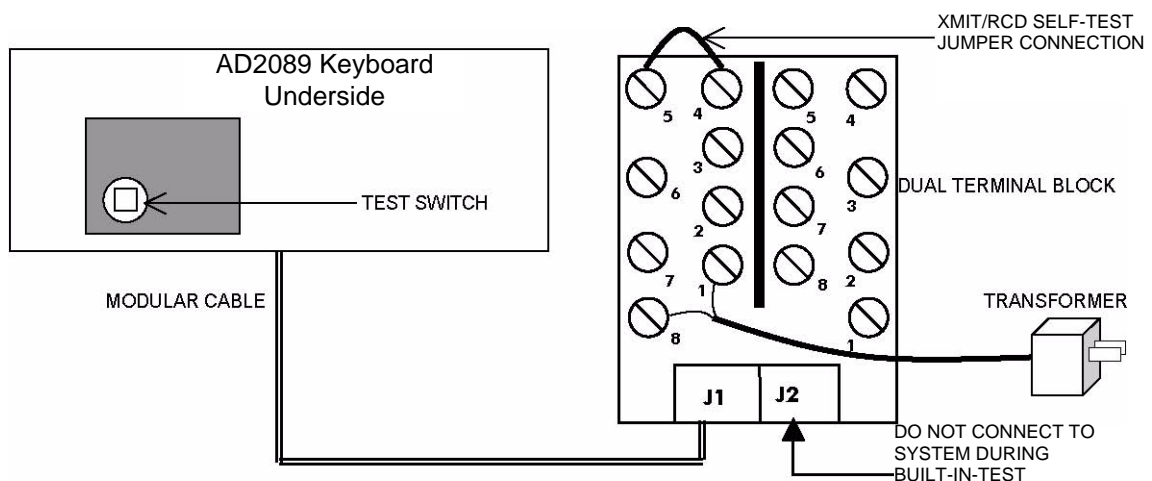 XMIT/RCD SELF-TEST
JUMPER CONNECTION
AD2089 Keyboard
Underside
5
4
5
4
3
6
6
3
DUAL TERMINAL BLOCK
TEST SWITCH
2
7
7
1
8
2
MODULAR CABLE
TRANSFORMER
8
1
J1
J2
DO NOT CONNECT TO
SYSTEM DURING
BUILT-IN-TEST